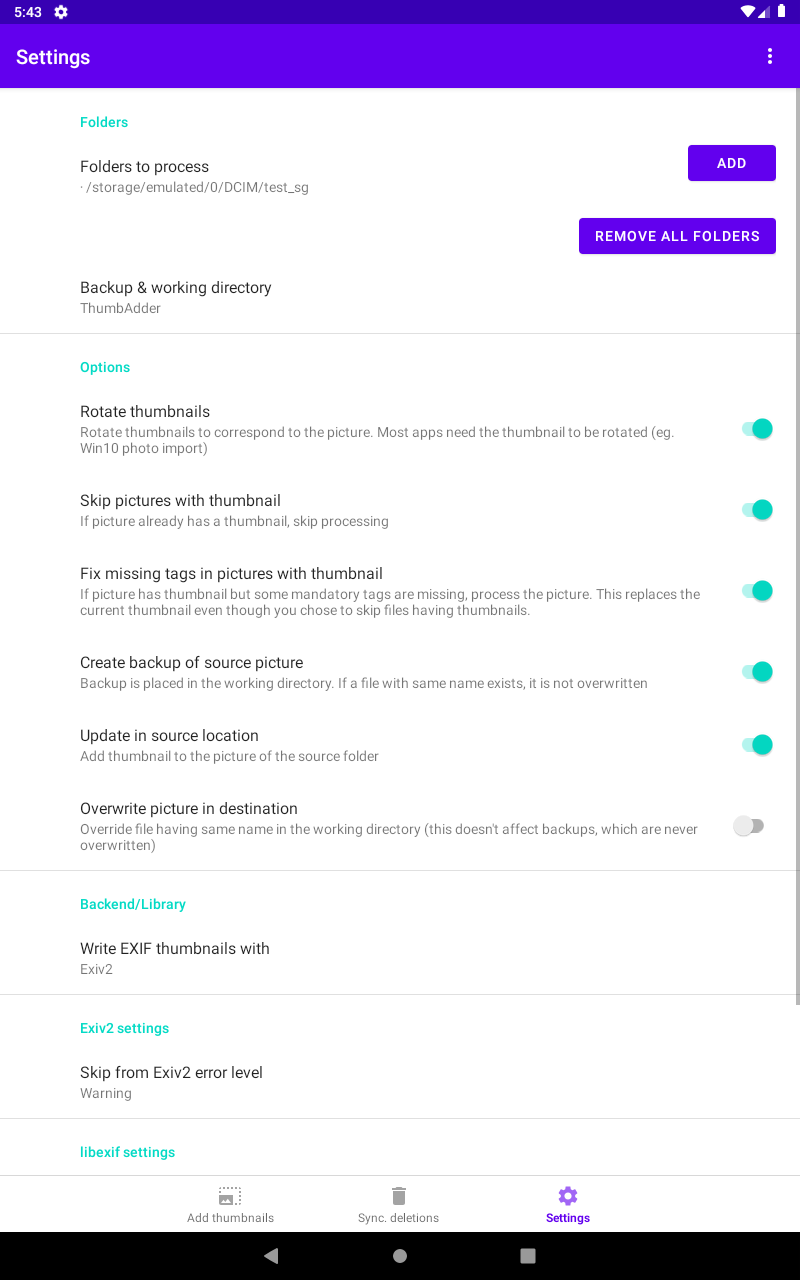 5:43
Settings
Folders
Folders to process
· /storage/emulated/0/DCIM/test_sg
ADD
REMOVE ALL FOLDERS
Backup & working directory
ThumbAdder
Options
Rotate thumbnails
Rotate thumbnails to correspond to the picture. Most apps need the thumbnail to be rotated (eg.
Win10 photo import)
Skip pictures with thumbnail
If picture already has a thumbnail, skip processing
Fix missing tags in pictures with thumbnail
If picture has thumbnail but some mandatory tags are missing, process the picture. This replaces the
current thumbnail even though you chose to skip files having thumbnails.
Create backup of source picture
Backup is placed in the working directory. If a file with same name exists, it is not overwritten
Update in source location
Add thumbnail to the picture of the source folder
Overwrite picture in destination
Override file having same name in the working directory (this doesn't affect backups, which are never
overwritten)
Backend/Library
Write EXIF thumbnails with
Exiv2
Exiv2 settings
Skip from Exiv2 error level
Warning
libexif settings
Add thumbnails
Sync. deletions
Settings